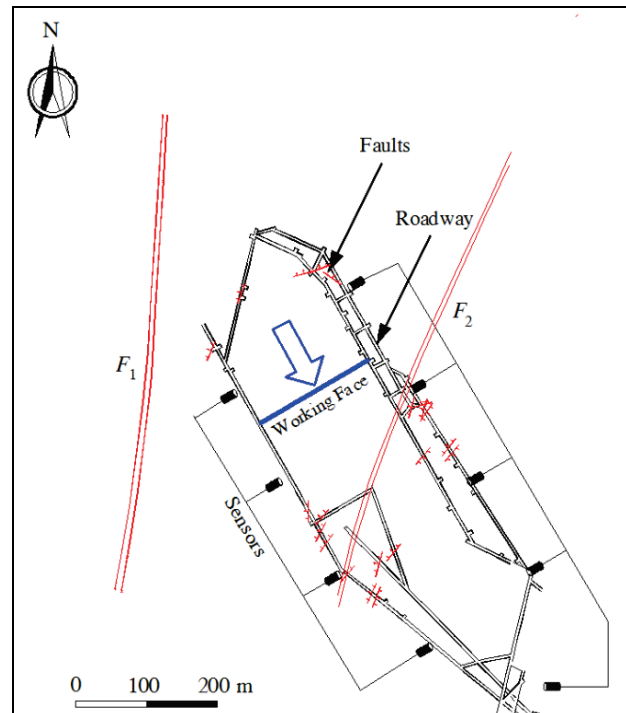 N
Faults
Roadway
F2
F1
Working Face
Sensors
0 100 200 m